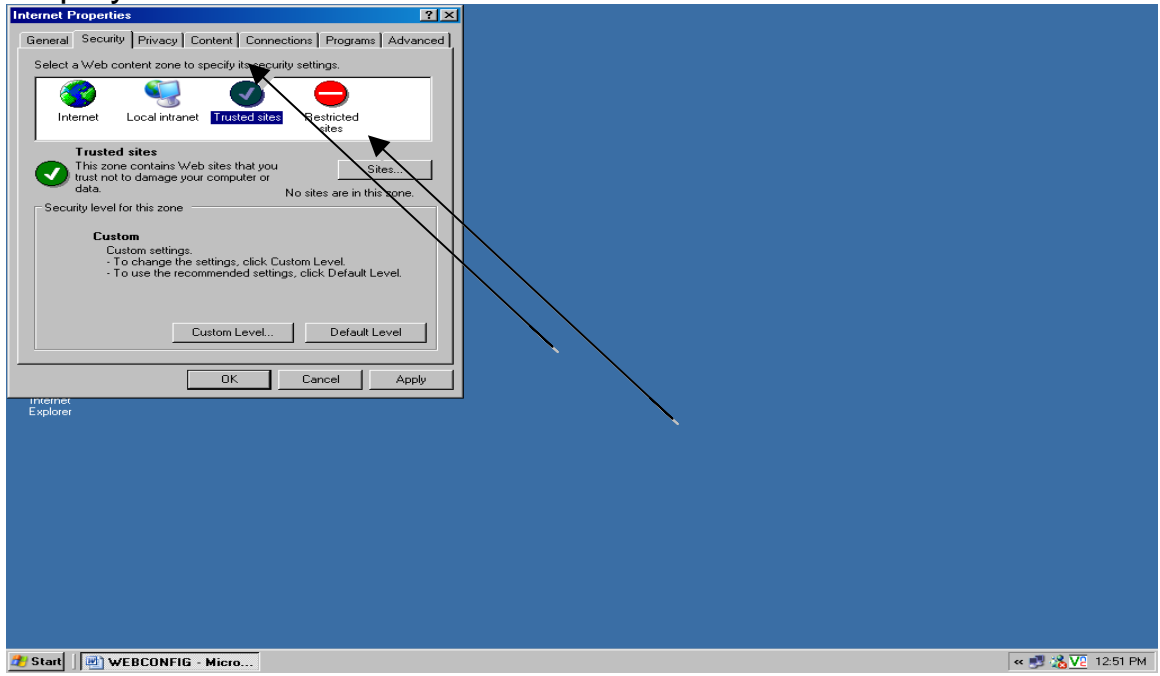 Internet Properties
General Security Privacy Content Connections Programs Advanced
Select a Web content zone to specify its security settings.
Internet Local intranet Trusted sites Restricted sites
Trusted sites
This zone contains Web sites that you
trust not to damage your computer or
data.
Sites...
No sites are in this zone.
Security level for this zone
Custom
Custom settings.
- To change the settings, click Custom Level.
- To use the recommended settings, click Default Level.
Custom Level... Default Level
OK Cancel Apply
Internet
Explorer
Start WEBCONFIG - Micro... « V2 12:51 PM